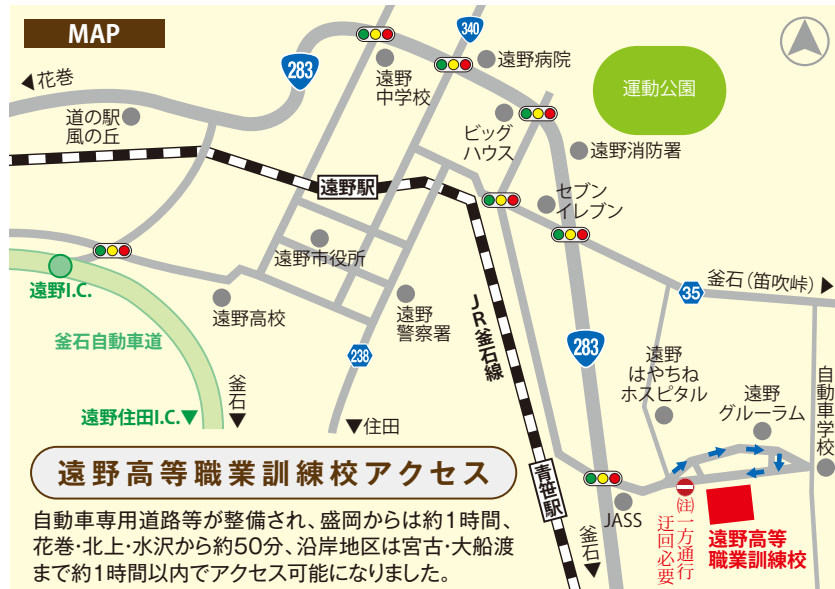 MAP
340
283
遠野病院
遠野
中学校
運動公園
◀花巻
道の駅
風の丘
ビッグ
ハウス
遠野消防署
遠野駅
セブン
イレブン
遠野市役所
遠野I.C.
遠野高校
遠野
警察署
JR釜石線
35
釜石（笛吹峠）▶
釜石自動車道
238
283
遠野
はやちね
ホスピタル
遠野
グルーラム
自動車学校
釜石▼
遠野住田I.C.▼
▼住田
遠野高等職業訓練校アクセス
青笹駅
JASS
釜石▼
㊟一方通行
迂回必要
遠野高等
職業訓練校
自動車専用道路等が整備され、盛岡からは約1時間、
花巻・北上・水沢から約50分、沿岸地区は宮古・大船渡
まで約1時間以内でアクセス可能になりました。